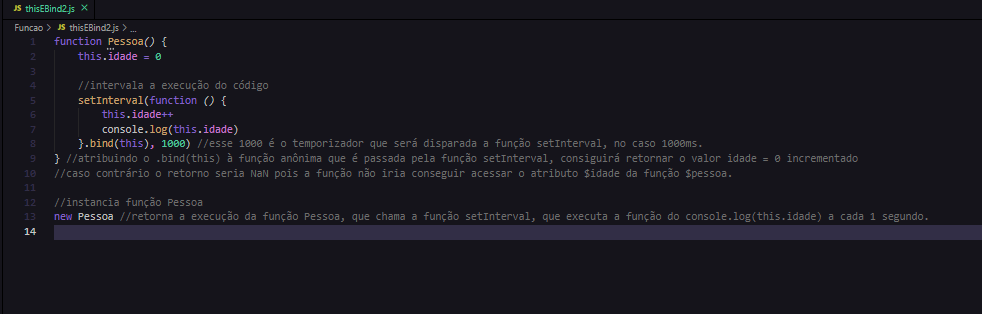 JS thisEBind2.js ×
Funcao > JS thisEBind2.js > ...
1 function Pessoa() {
2 this.idade = 0
3
4 //intervala a execução do código
5 setInterval(function () {
6 this.idade++
7 console.log(this.idade)
8 }.bind(this), 1000) //esse 1000 é o temporizador que será disparada a função setInterval, no caso 1000ms.
9 } //atribuindo o .bind(this) à função anônima que é passada pela função setInterval, consiguirá retornar o valor idade = 0 incrementado
10 //caso contrário o retorno seria NaN pois a função não iria conseguir acessar o atributo $idade da função $pessoa.
11
12 //instancia função Pessoa
13 new Pessoa //retorna a execução da função Pessoa, que chama a função setInterval, que executa a função do console.log(this.idade) a cada 1 segundo.
14